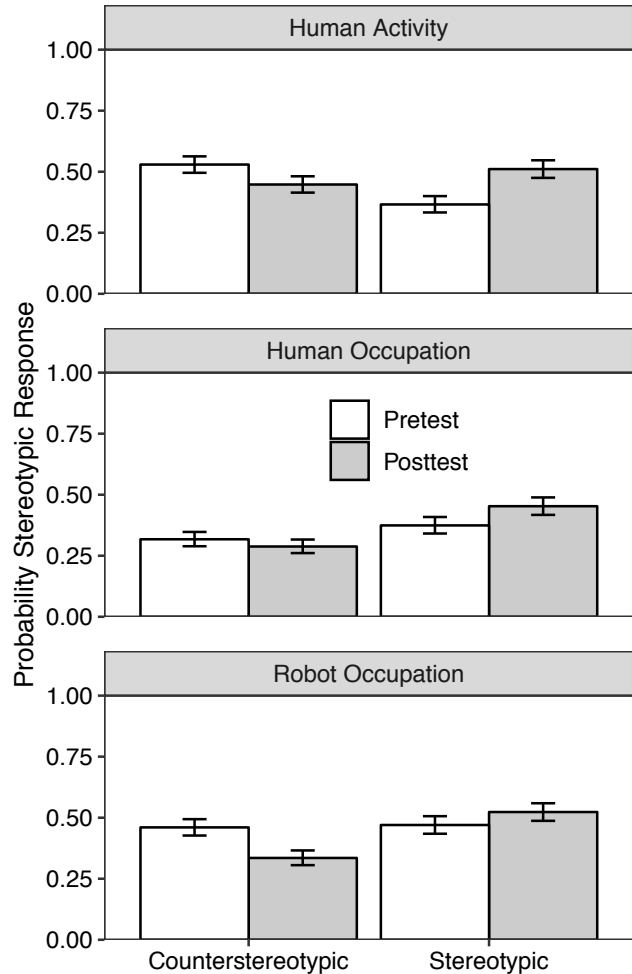 Human Activity
1.00
0.75
0.50
0.25
0.00
Probability Stereotypic Response
Human Occupation
1.00
0.75
0.50
0.25
0.00
Pretest
Posttest
Robot Occupation
1.00
0.75
0.50
0.25
0.00
Counterstereotypic Stereotypic